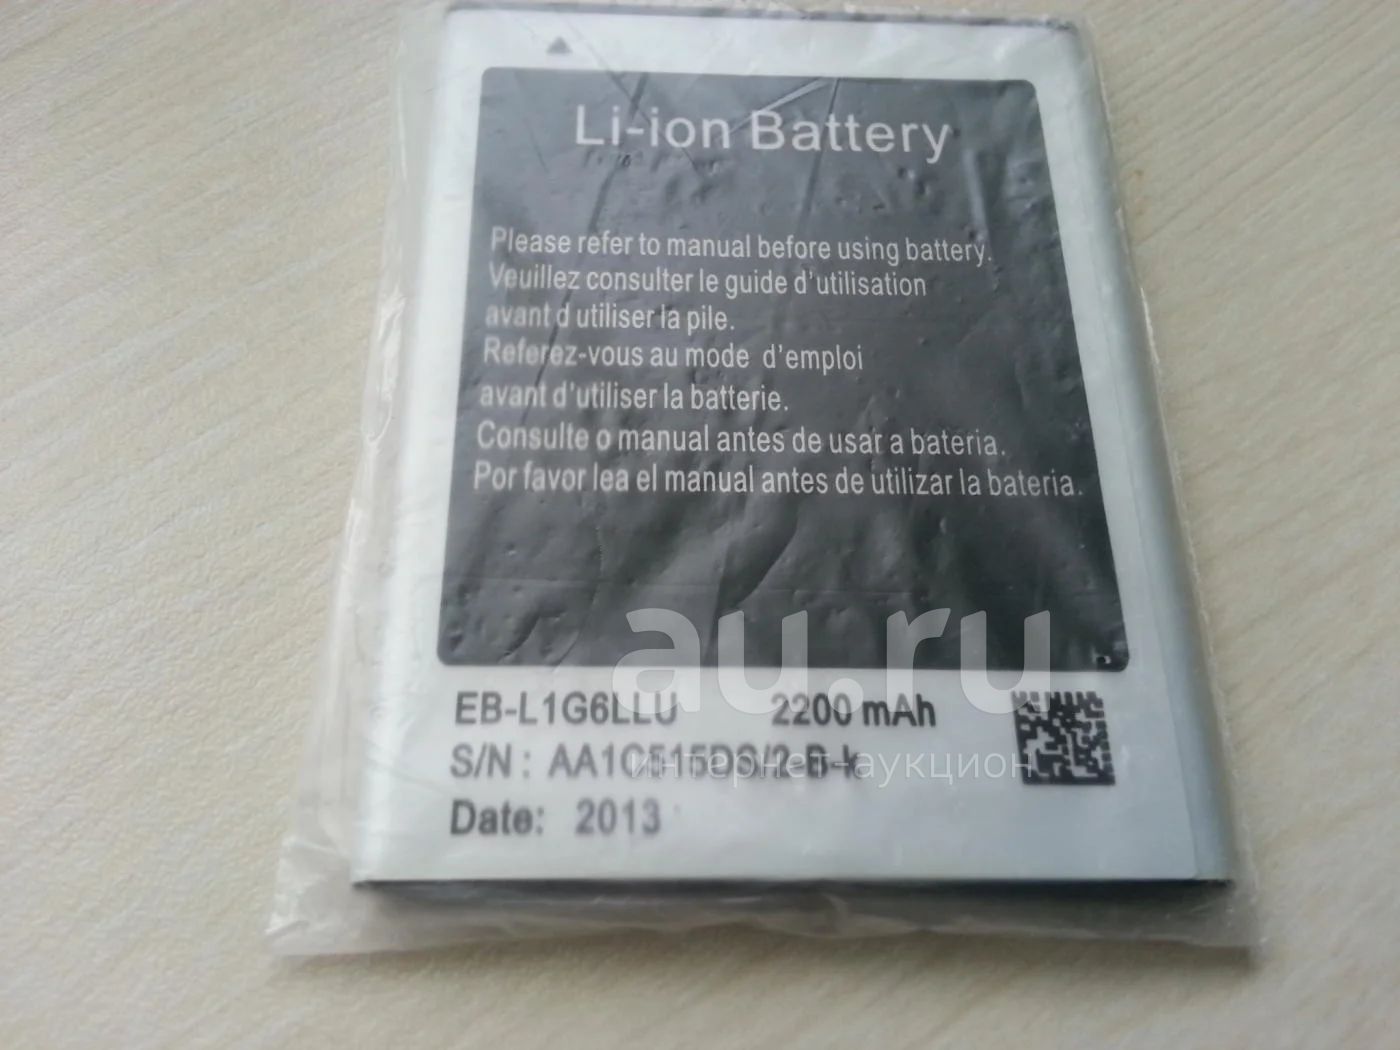 Li-ion Battery
Please refer to manual before using battery.
Veuillez consulter le guide d'utilisation
avant d utiliser la pile.
Referez-vous au mode d'emploi
avant d'utiliser la batterie.
Consulte o manual antes de usar a bateria.
Por favor lea el manual antes de utilizar la bateria.
au.ru
EB-L1G6LLU 2200 mAh
S/N : AA1C515DS/2-B-k
интернет-аукцион
Date: 2013